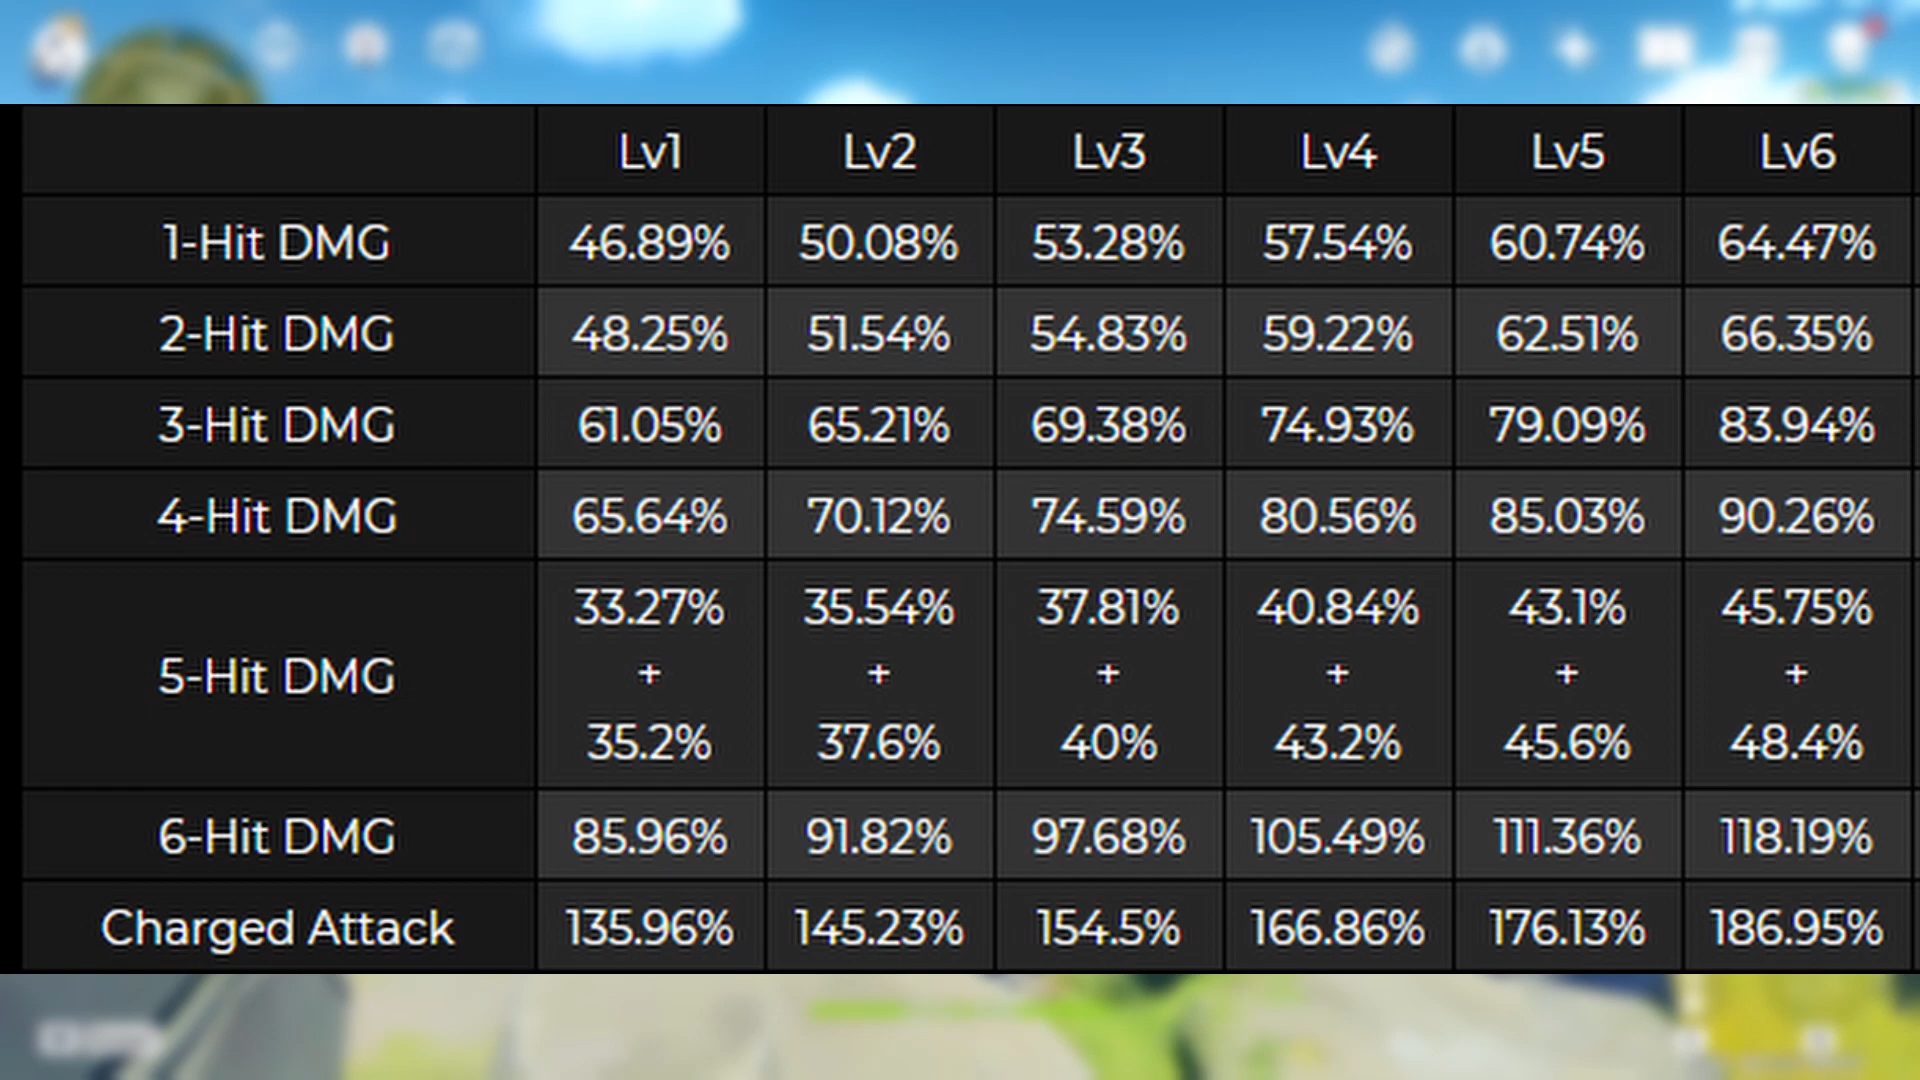 Lv1 Lv2 Lv3 Lv4 Lv5 Lv6
1-Hit DMG 46.89% 50.08% 53.28% 57.54% 60.74% 64.47%
2-Hit DMG 48.25% 51.54% 54.83% 59.22% 62.51% 66.35%
3-Hit DMG 61.05% 65.21% 69.38% 74.93% 79.09% 83.94%
4-Hit DMG 65.64% 70.12% 74.59% 80.56% 85.03% 90.26%
33.27% 35.54% 37.81% 40.84% 43.1% 45.75%
5-Hit DMG + + + + + +
35.2% 37.6% 40% 43.2% 45.6% 48.4%
6-Hit DMG 85.96% 91.82% 97.68% 105.49% 111.36% 118.19%
Charged Attack 135.96% 145.23% 154.5% 166.86% 176.13% 186.95%